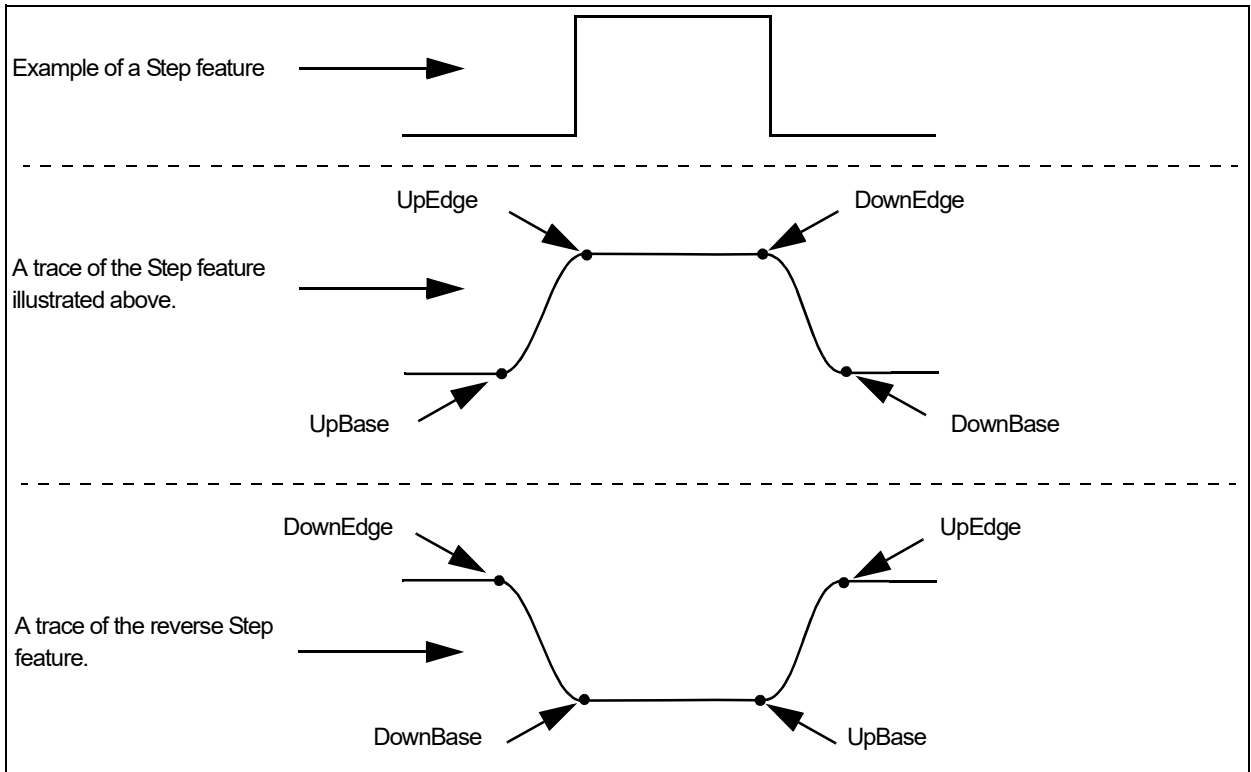 Example of a Step feature
UpEdge
DownEdge
A trace of the Step feature
illustrated above.
UpBase
DownBase
DownEdge
UpEdge
A trace of the reverse Step
feature.
DownBase
UpBase